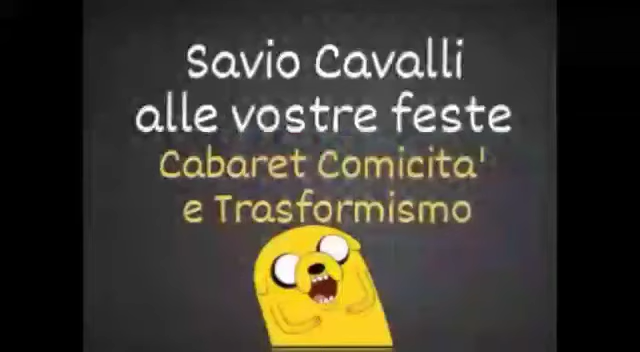 Savio Cavalli
alle vostre feste
Cabaret Comicita'
e Trasformismo